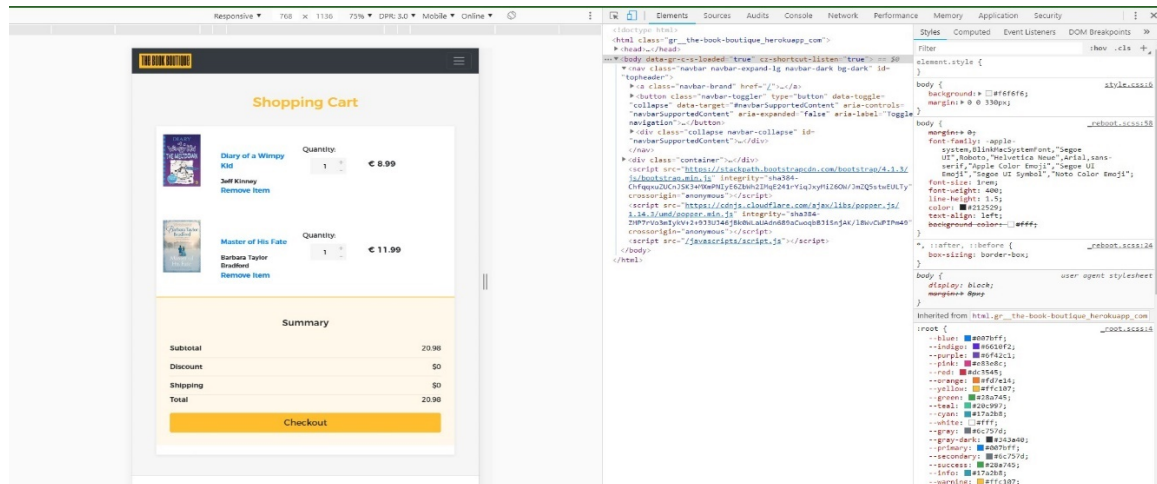 Responsive ▼ 768 × 1136 75% ▼ DPR: 3.0 ▼ Mobile ▼ Online ▼
Elements Sources Audits Console Network Performance Memory Application Security
THE BOOK BOUTIQUE
Shopping Cart
Diary of a Wimpy
Kid
Jeff Kinney
Remove Item
Quantity:
1
€ 8.99
Master of His Fate
Barbara Taylor
Bradford
Remove Item
Quantity:
1
€ 11.99
Summary
Subtotal 20.98
Discount $0
Shipping $0
Total 20.98
Checkout
<!doctype html>
<html class="gr__the-book-boutique_herokuapp_com">
▶<head>…</head>
<body data-gr-c-s-loaded="true" cz-shortcut-listen="true"> == $0
▼<nav class="navbar navbar-expand-lg navbar-dark bg-dark" id=
"topheader">
▶<a class="navbar-brand" href="/">…</a>
▶<button class="navbar-toggler" type="button" data-toggle=
"collapse" data-target="#navbarSupportedContent" aria-controls=
"navbarSupportedContent" aria-expanded="false" aria-label="Toggle
navigation">…</button>
▶<div class="collapse navbar-collapse" id=
"navbarSupportedContent">…</div>
</nav>
▶<div class="container">…</div>
<script src="https://stackpath.bootstrapcdn.com/bootstrap/4.1.3/
js/bootstrap.min.js" integrity="sha384-
crossorigin="anonymous"></script>
<script src="https://cdnjs.cloudflare.com/ajax/libs/popper.js/
1.14.3/umd/popper.min.js" integrity="sha384-
crossorigin="anonymous"></script>
<script src="/javascripts/script.js"></script>
</body>
</html>
Styles Computed Event Listeners DOM Breakpoints »
Filter :hov .cls +
element.style {
}
body { style.css:6
background:▶ #f6f6f6;
margin:▶ 0 0 330px;
}
body { _reboot.scss:58
margin:▶ 0;
font-family: -apple-
system,BlinkMacSystemFont,"Segoe
UI",Roboto,"Helvetica Neue",Arial,sans-
serif,"Apple Color Emoji","Segoe UI
Emoji","Segoe UI Symbol","Noto Color Emoji";
font-size: 1rem;
font-weight: 400;
line-height: 1.5;
color: #212529;
text-align: left;
background-color: #fff;
}
*, ::after, ::before { _reboot.scss:24
box-sizing: border-box;
}
body { user agent stylesheet
display: block;
margin:▶ 8px;
}
Inherited from html.gr__the-book-boutique_herokuapp_com
:root { _root.scss:4
--blue: #007bff;
--indigo: #6610f2;
--purple: #6f42c1;
--pink: #e83e8c;
--red: #dc3545;
--orange: #fd7e14;
--yellow: #ffc107;
--green: #28a745;
--teal: #20c997;
--cyan: #17a2b8;
--white: #fff;
--gray: #6c757d;
--gray-dark: #343a40;
--primary: #007bff;
--secondary: #6c757d;
--success: #28a745;
--info: #17a2b8;
--warning: #ffc107;